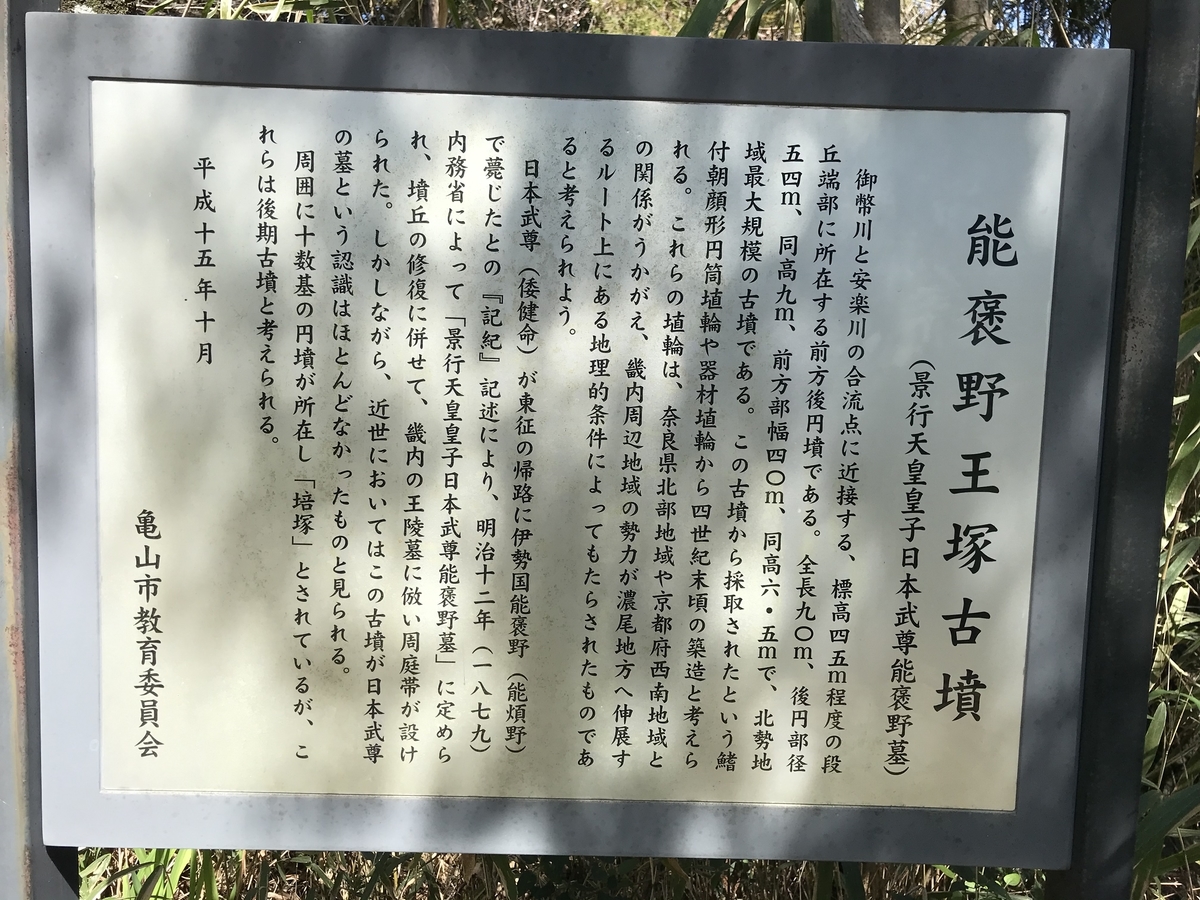 能褒野王塚古墳
（景行天皇皇子日本武尊能褒野墓）
御幣川と安楽川の合流点に近接する、標高四五m程度の段
丘端部に所在する前方後円墳である。全長九〇m、後円部径
五四m、同高九m、前方部幅四〇m、同高六・五mで、北勢地
域最大規模の古墳である。この古墳から採取されたという鰭
付朝顔形円筒埴輪や器材埴輪から四世紀末頃の築造と考えら
れる。これらの埴輪は、奈良県北部地域や京都府西南地域と
の関係がうかがえ、畿内周辺地域の勢力が濃尾地方へ伸展す
るルート上にある地理的条件によってもたらされたものであ
ると考えられよう。
日本武尊（倭健命）が東征の帰路に伊勢国能褒野（能煩野）
で薨じたとの『記紀』記述により、明治十二年（一八七九）
内務省によって「景行天皇皇子日本武尊能褒野墓」に定めら
れ、墳丘の修復に併せて、畿内の王陵墓に倣い周庭帯が設け
られた。しかしながら、近世においてはこの古墳が日本武尊
の墓という認識はほとんどなかったものと見られる。
周囲に十数基の円墳が所在し「培塚」とされているが、こ
れらは後期古墳と考えられる。
平成十五年十月
亀山市教育委員会